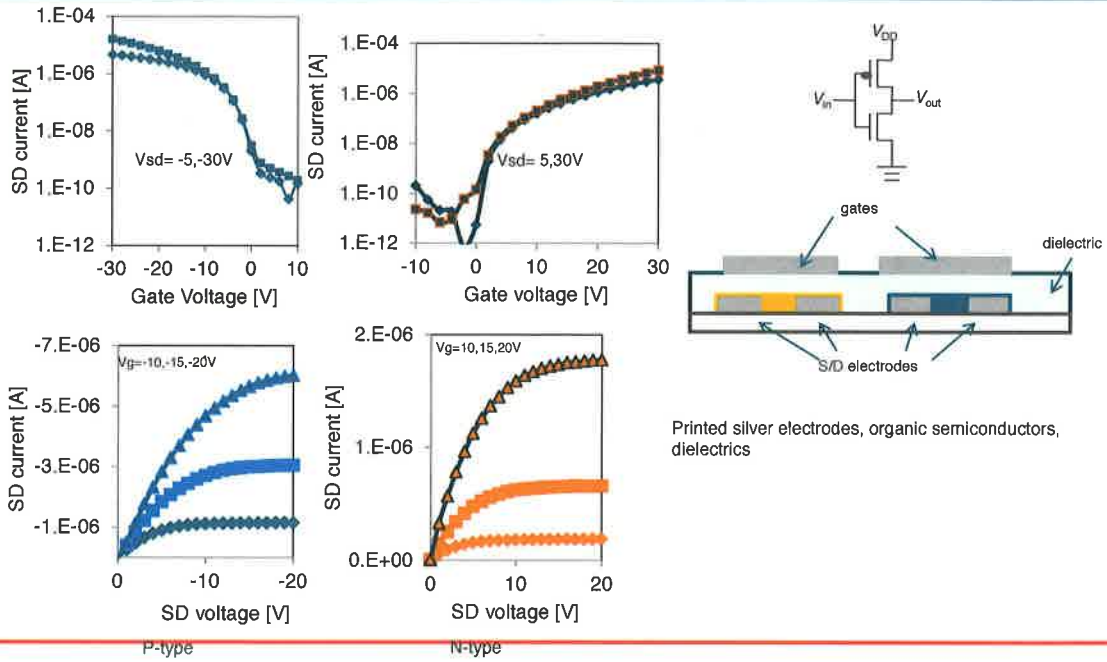 1.E-04
1.E-06
1.E-08
1.E-10
1.E-12
SD current [A]
Vsd= -5,-30V
-30 -20 -10 0 10
Gate Voltage [V]
1.E-04
1.E-06
1.E-08
1.E-10
1.E-12
SD current [A]
Vsd= 5,30V
-10 0 10 20 30
Gate Voltage [V]
VDD
Vin
Vout
gates
dielectric
S/D electrodes
Printed silver electrodes, organic semiconductors,
dielectrics
-7.E-06
-5.E-06
-3.E-06
-1.E-06
SD current [A]
Vg=-10,-15,-20V
0 -10 -20
SD voltage [V]
P-type
2.E-06
1.E-06
0.E+00
SD current [A]
Vg=10,15,20V
0 10 20
SD voltage [V]
N-type